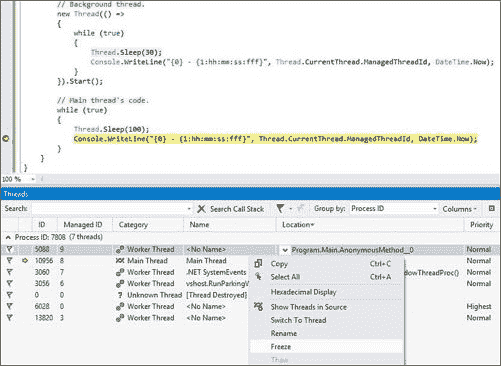 // Background thread.
new Thread(() =>
{
while (true)
{
Thread.Sleep(30);
Console.WriteLine("{0} - {1:hh:mm:ss:fff}", Thread.CurrentThread.ManagedThreadId, DateTime.Now);
}
}).Start();
// Main thread's code.
while (true)
{
Thread.Sleep(100);
Console.WriteLine("{0} - {1:hh:mm:ss:fff}", Thread.CurrentThread.ManagedThreadId, DateTime.Now);
}
}
}
100 %
Threads
Search: Search Call Stack Group by: Process ID Columns
ID Managed ID Category Name Location Priority
Process ID: 7808 (7 threads)
5088 9 Worker Thread <No Name> Program.Main.AnonymousMethod__0 Normal
10956 8 Main Thread Main Thread Normal
3060 7 Worker Thread .NET SystemEvents dowThreadProc() Normal
3056 6 Worker Thread vshost.RunParkingW Normal
0 0 Unknown Thread [Thread Destroyed]
6028 0 Worker Thread <No Name> Highest
13820 3 Worker Thread <No Name> Normal
Copy Ctrl+C
Select All Ctrl+A
Hexadecimal Display
Show Threads in Source
Switch To Thread
Rename
Freeze
Thaw